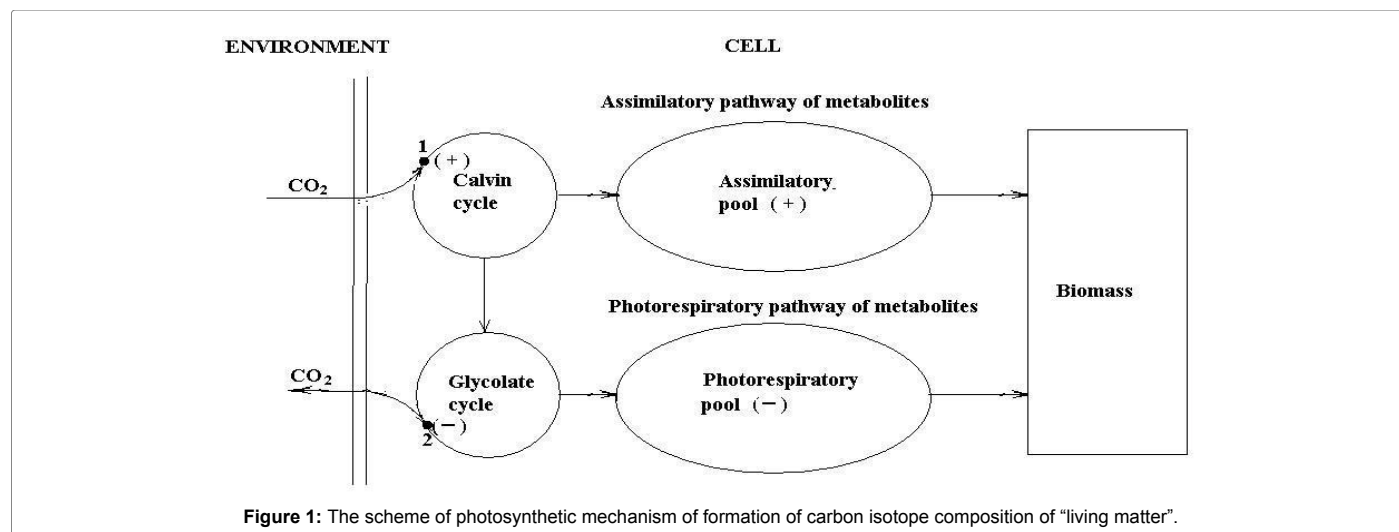 ENVIRONMENT
CELL
Assimilatory pathway of metabolites
1
(+)
CO₂
Calvin
cycle
Assimilatory
pool (+)
Biomass
Photorespiratory pathway of metabolites
CO₂
Glycolate
cycle
Photorespiratory
pool (−)
(−)
2
Figure 1: The scheme of photosynthetic mechanism of formation of carbon isotope composition of “living matter”.